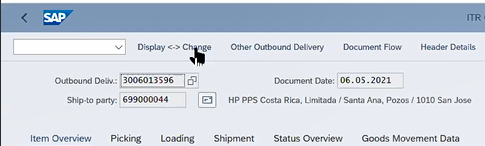 SAP ITR
Display <-> Change Other Outbound Delivery Document Flow Header Details
Outbound Deliv.: 3006013596 Document Date: 06.05.2021
Ship-to party: 699000044 HP PPS Costa Rica, Limitada / Santa Ana, Pozos / 1010 San Jose
Item Overview Picking Loading Shipment Status Overview Goods Movement Data